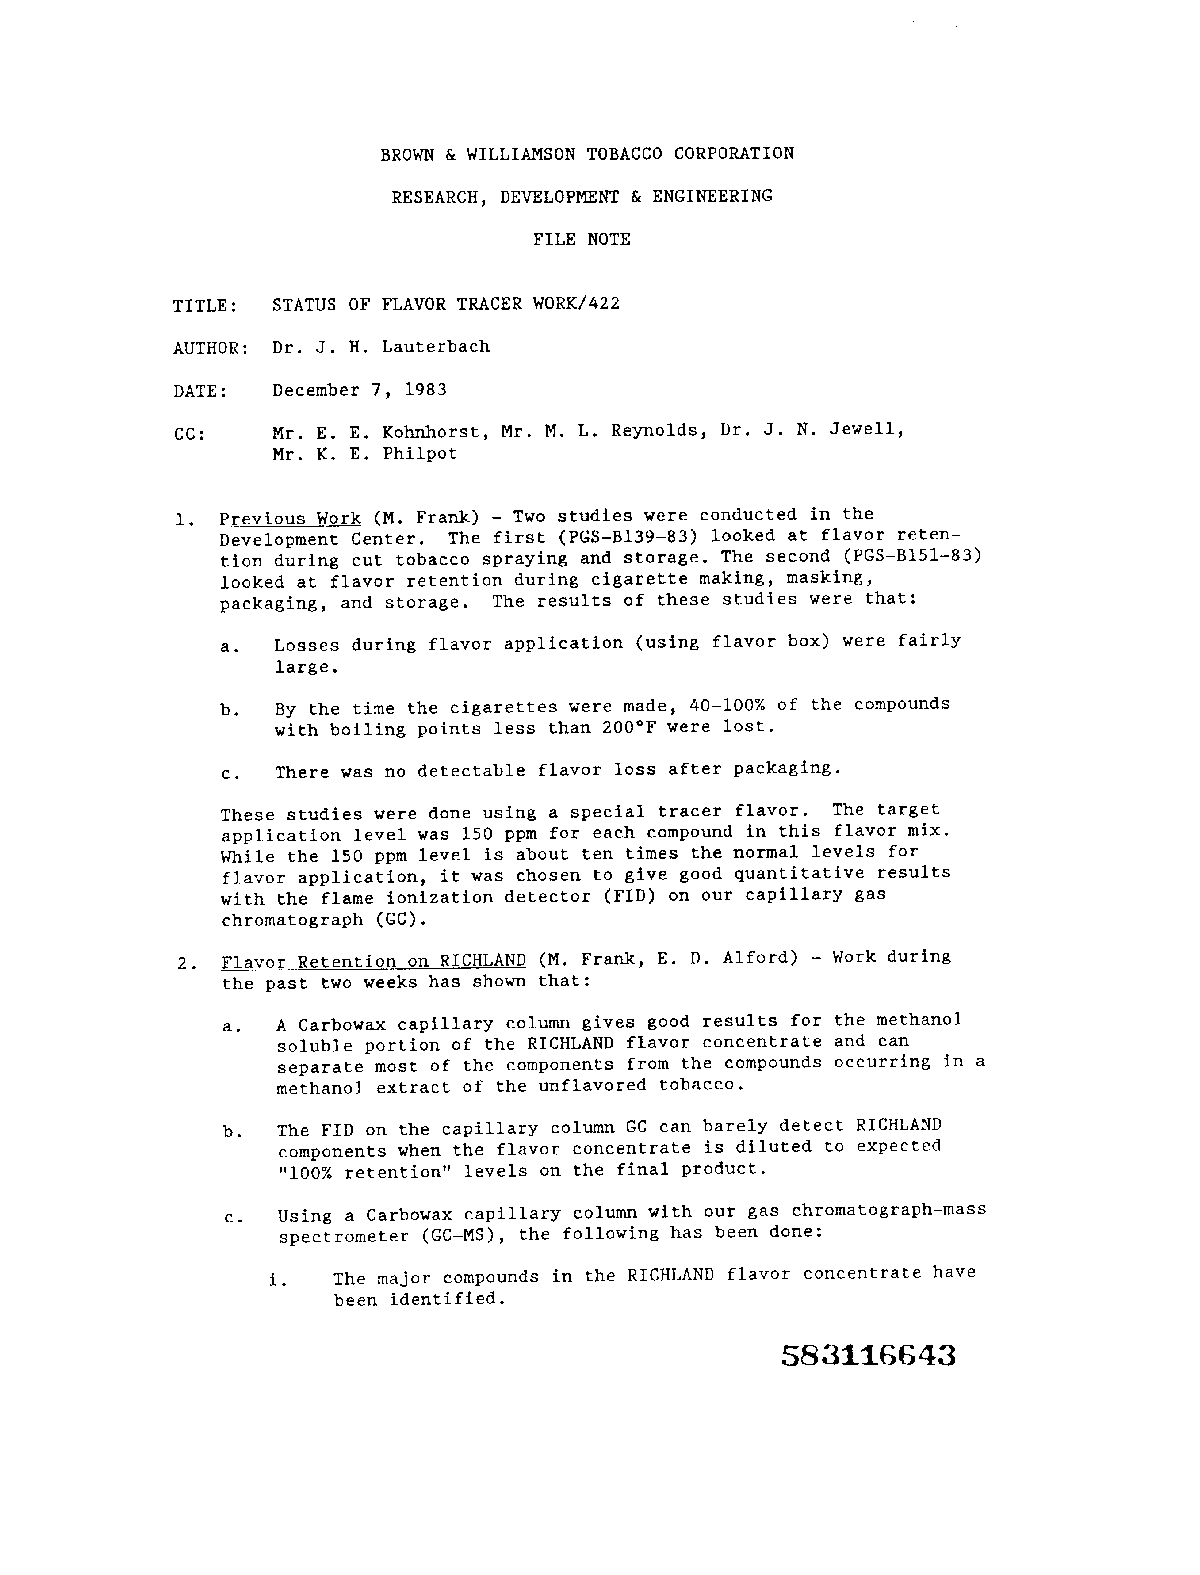 BROWN & WILLIAMSON TOBACCO CORPORATION
RESEARCH, DEVELOPMENT & ENGINEERING
FILE NOTE
TITLE: STATUS OF FLAVOR TRACER WORK/422
AUTHOR: Dr. J. H. Lauterbach
DATE: December 7, 1983
CC: Mr. E. E. Kohnhorst, Mr. M. L. Reynolds, Dr. J. N. Jewell,
Mr. K. E. Philpot
1. Previous Work (M. Frank) - Two studies were conducted in the
Development Center. The first (PGS-B139-83) looked at flavor reten-
tion during cut tobacco spraying and storage. The second (PGS-B151-83)
looked at flavor retention during cigarette making, masking,
packaging, and storage. The results of these studies were that:
a. Losses during flavor application (using flavor box) were fairly
large.
b. By the time the cigarettes were made, 40-100% of the compounds
with boiling points less than 200°F were lost.
c. There was no detectable flavor loss after packaging.
These studies were done using a special tracer flavor. The target
application level was 150 ppm for each compound in this flavor mix.
While the 150 ppm level is about ten times the normal levels for
flavor application, it was chosen to give good quantitative results
with the flame ionization detector (FID) on our capillary gas
chromatograph (GC).
2. Flavor Retention on RICHLAND (M. Frank, E. D. Alford) - Work during
the past two weeks has shown that:
a. A Carbowax capillary column gives good results for the methanol
soluble portion of the RICHLAND flavor concentrate and can
separate most of the components from the compounds occurring in a
methanol extract of the unflavored tobacco.
b. The FID on the capillary column GC can barely detect RICHLAND
components when the flavor concentrate is diluted to expected
"100% retention" levels on the final product.
c. Using a Carbowax capillary column with our gas chromatograph-mass
spectrometer (GC-MS), the following has been done:
i. The major compounds in the RICHLAND flavor concentrate have
been identified.
583116643